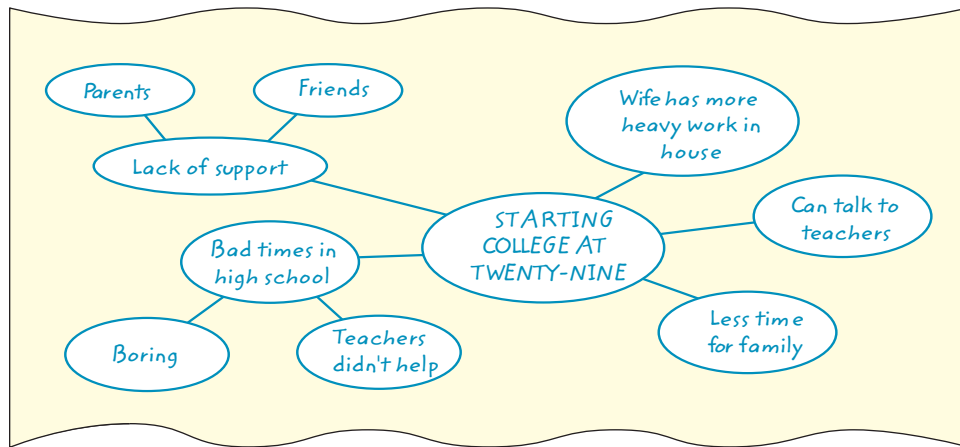 Parents
Friends
Lack of support
Wife has more
heavy work in
house
STARTING
COLLEGE AT
TWENTY-NINE
Can talk to
teachers
Bad times in
high school
Boring
Teachers
didn't help
Less time
for family